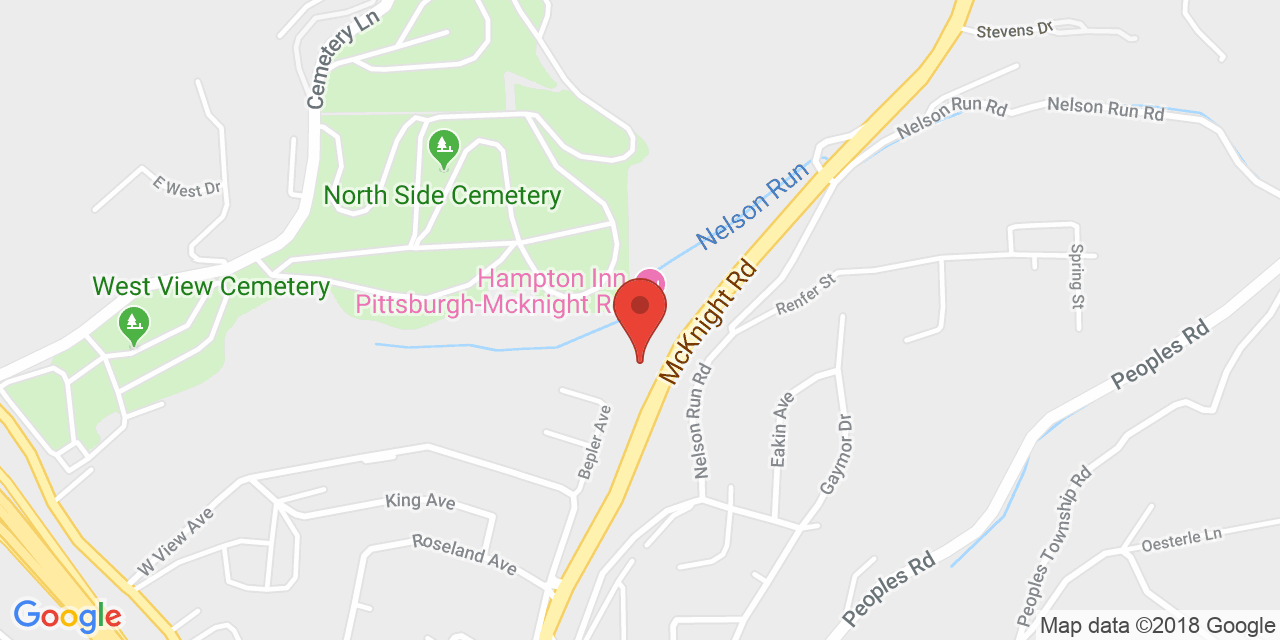 Stevens Dr
Cemetery Ln
Nelson Run Rd
Nelson Run Rd
North Side Cemetery
E West Dr
Nelson Run
West View Cemetery
Hampton Inn
Pittsburgh-Mcknight R
McKnight Rd
Renfer St
Spring St
Peoples Rd
Bepler Ave
Nelson Run Rd
Eakin Ave
Gaymor Dr
King Ave
W View Ave
Roseland Ave
Peoples Township Rd
Oesterle Ln
Peoples Rd
Google
Map data ©2018 Google